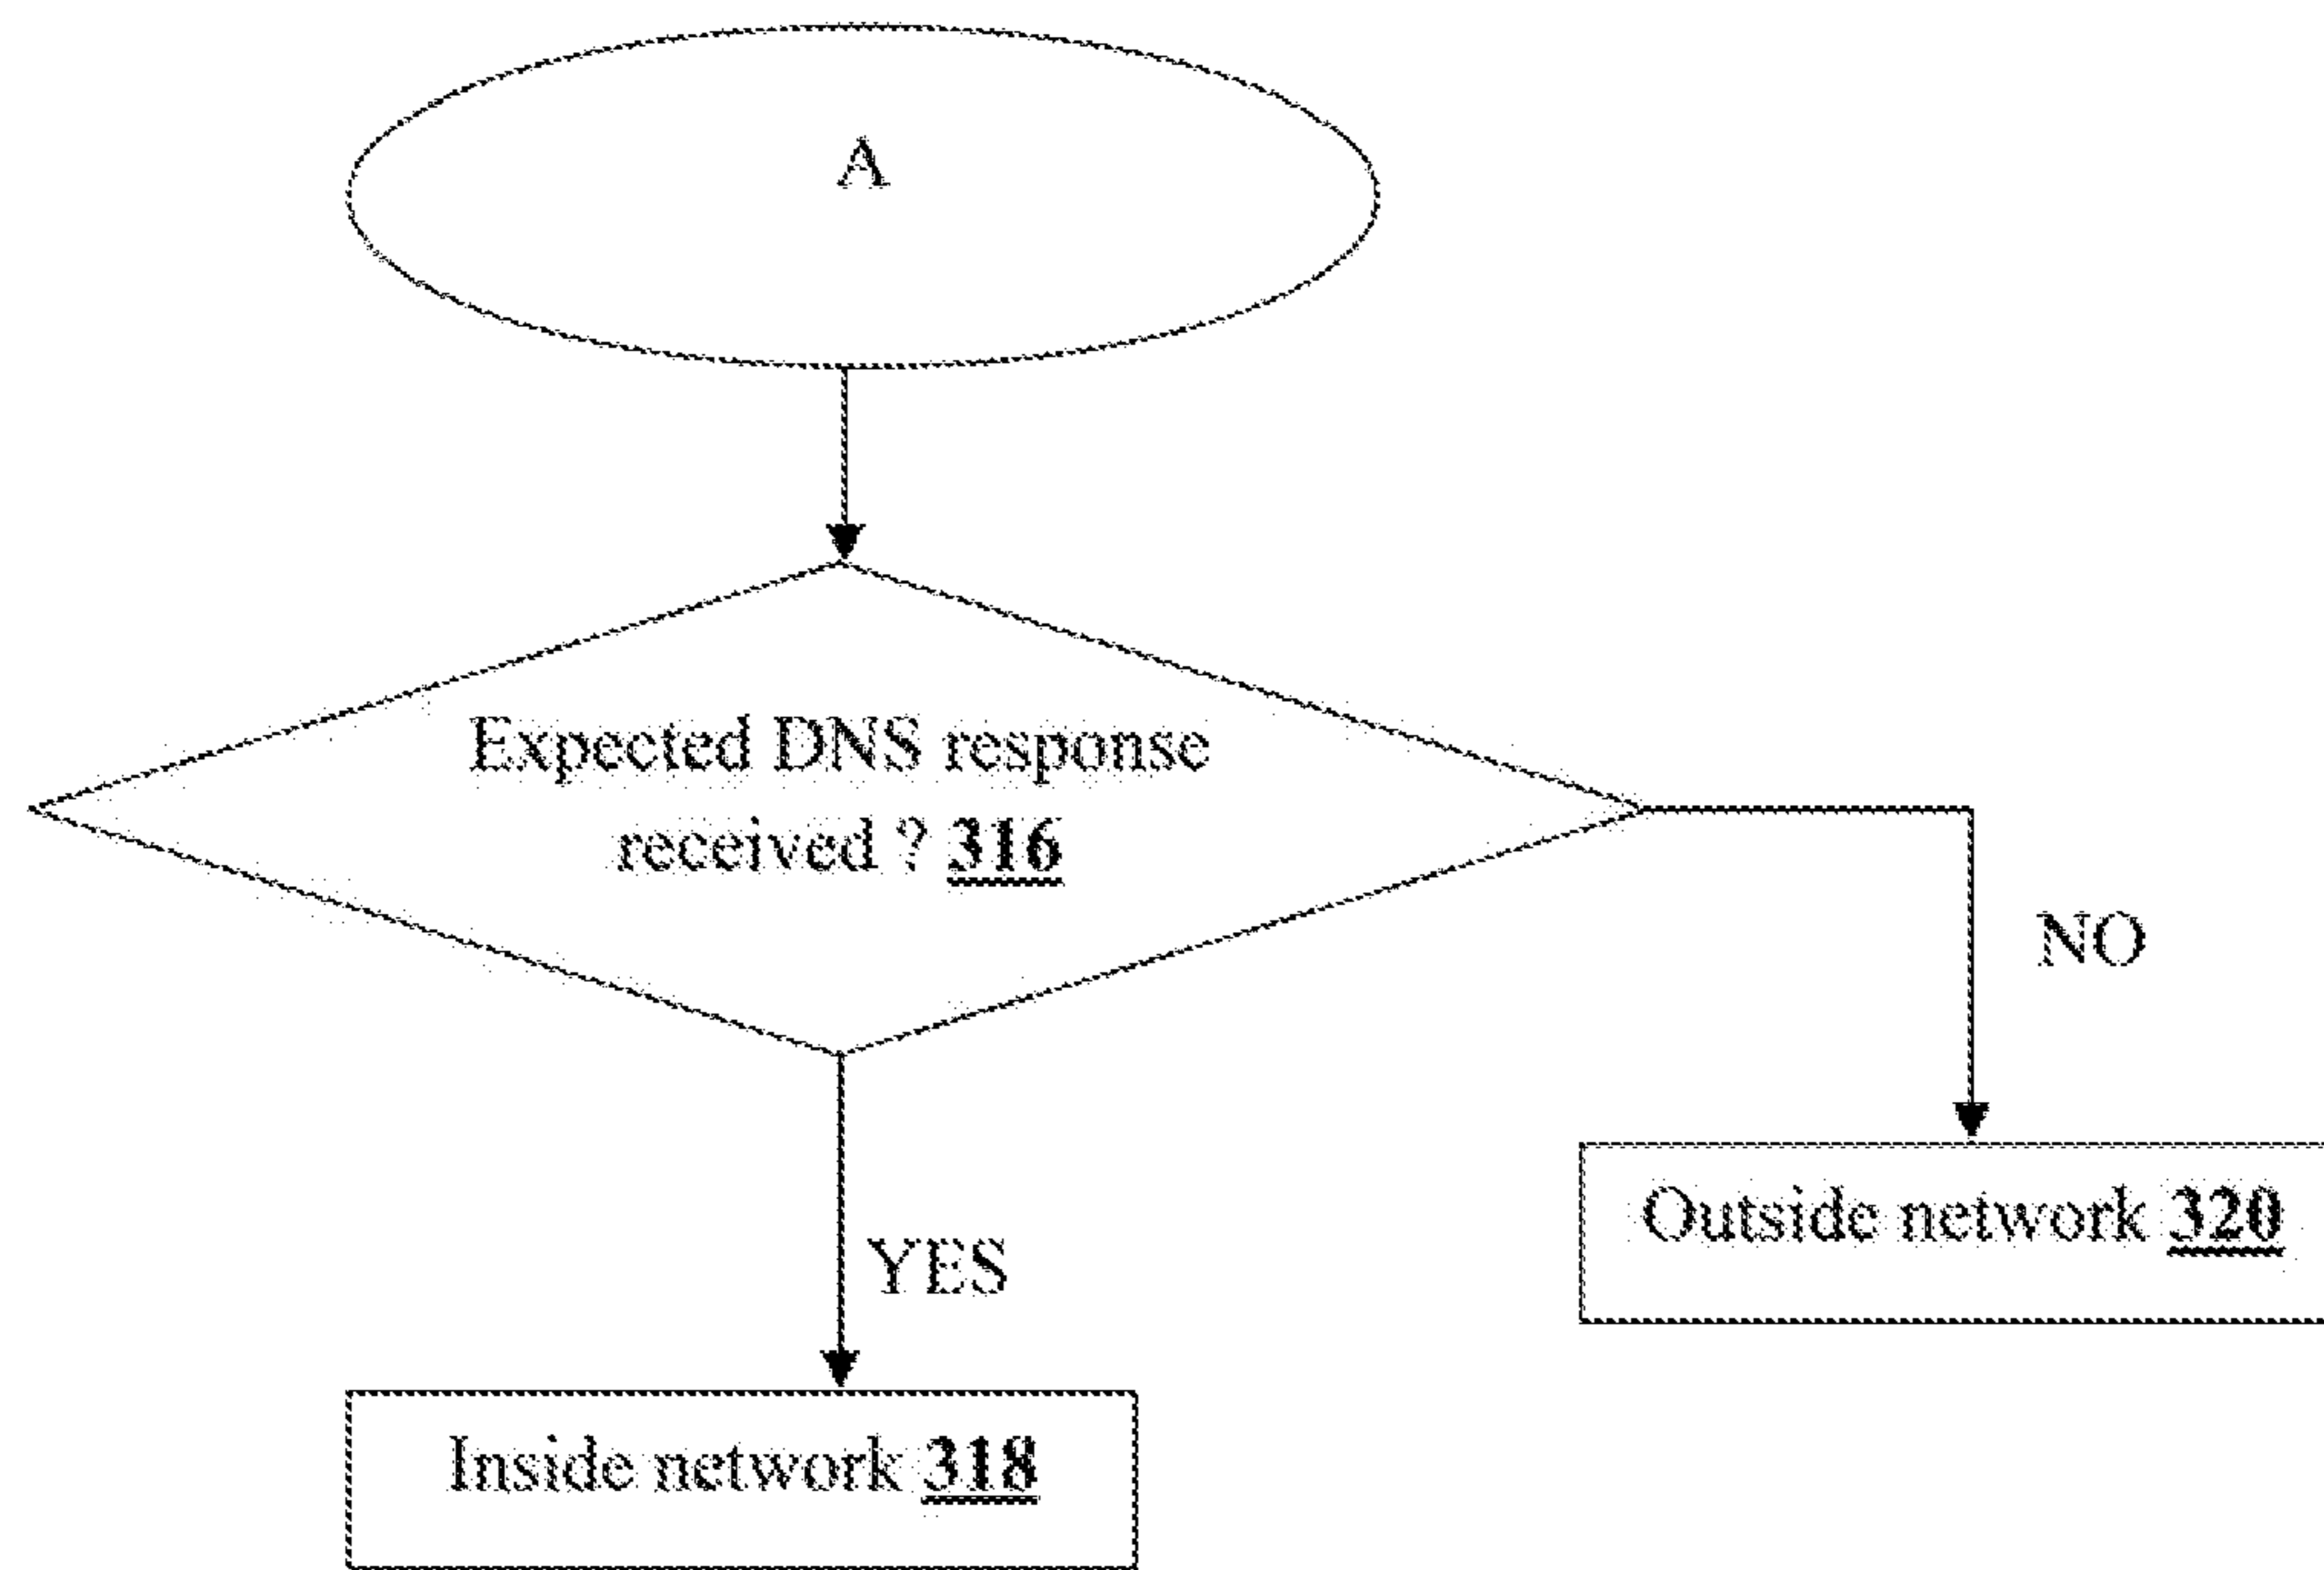 A
Expected DNS response
received ? 316
NO
YES
Outside network 320
Inside network 318